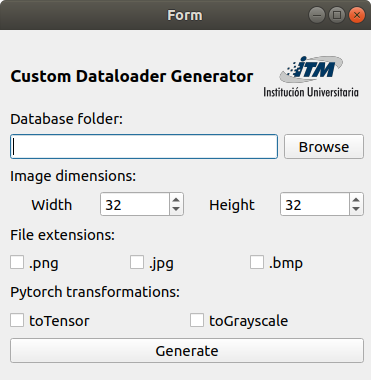 Form
Custom Dataloader Generator
iTM
Institución Universitaria
Database folder:
Browse
Image dimensions:
Width 32 Height 32
File extensions:
.png .jpg .bmp
Pytorch transformations:
toTensor toGrayscale
Generate